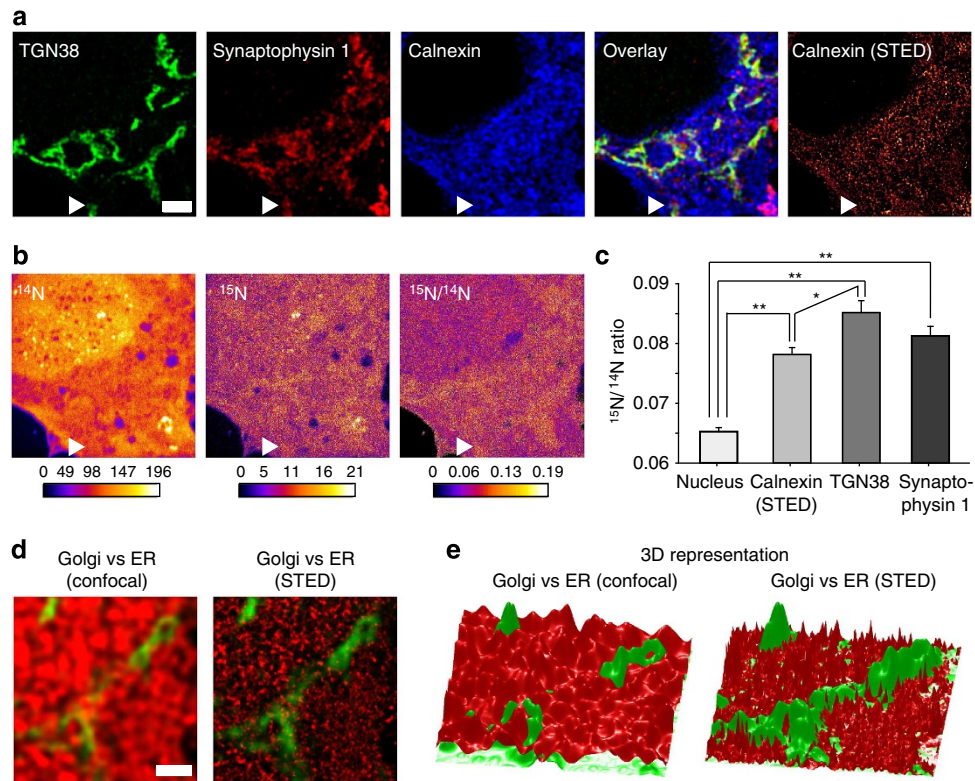 a
TGN38
Synaptophysin 1
Calnexin
Overlay
Calnexin (STED)
b
¹⁴N
¹⁵N
¹⁵N/¹⁴N
0 49 98 147 196
0 5 11 16 21
0 0.06 0.13 0.19
c
**
**
**
*
0.09
0.08
0.07
0.06
¹⁵N/¹⁴N ratio
Nucleus Calnexin TGN38 Synapto-
(STED) physin 1
d
Golgi vs ER
(confocal)
Golgi vs ER
(STED)
e
3D representation
Golgi vs ER (confocal)
Golgi vs ER (STED)